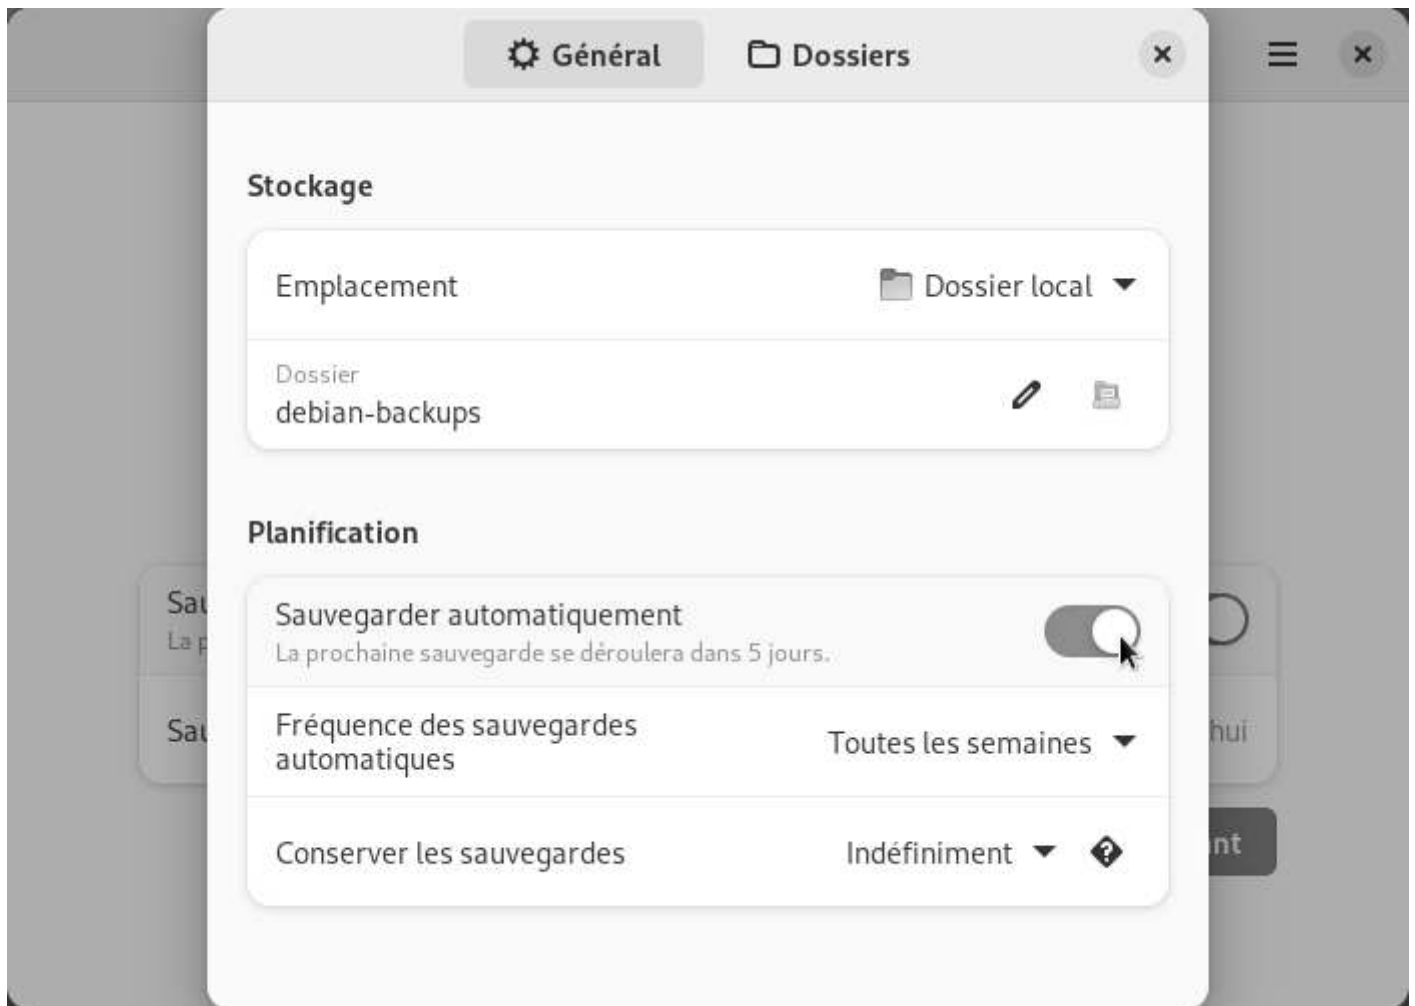 Général Dossiers
Stockage
Emplacement Dossier local
Dossier
debian-backups
Planification
Sauvegarder automatiquement
La prochaine sauvegarde se déroulera dans 5 jours.
Fréquence des sauvegardes
automatiques
Toutes les semaines
Conserver les sauvegardes Indéfiniment